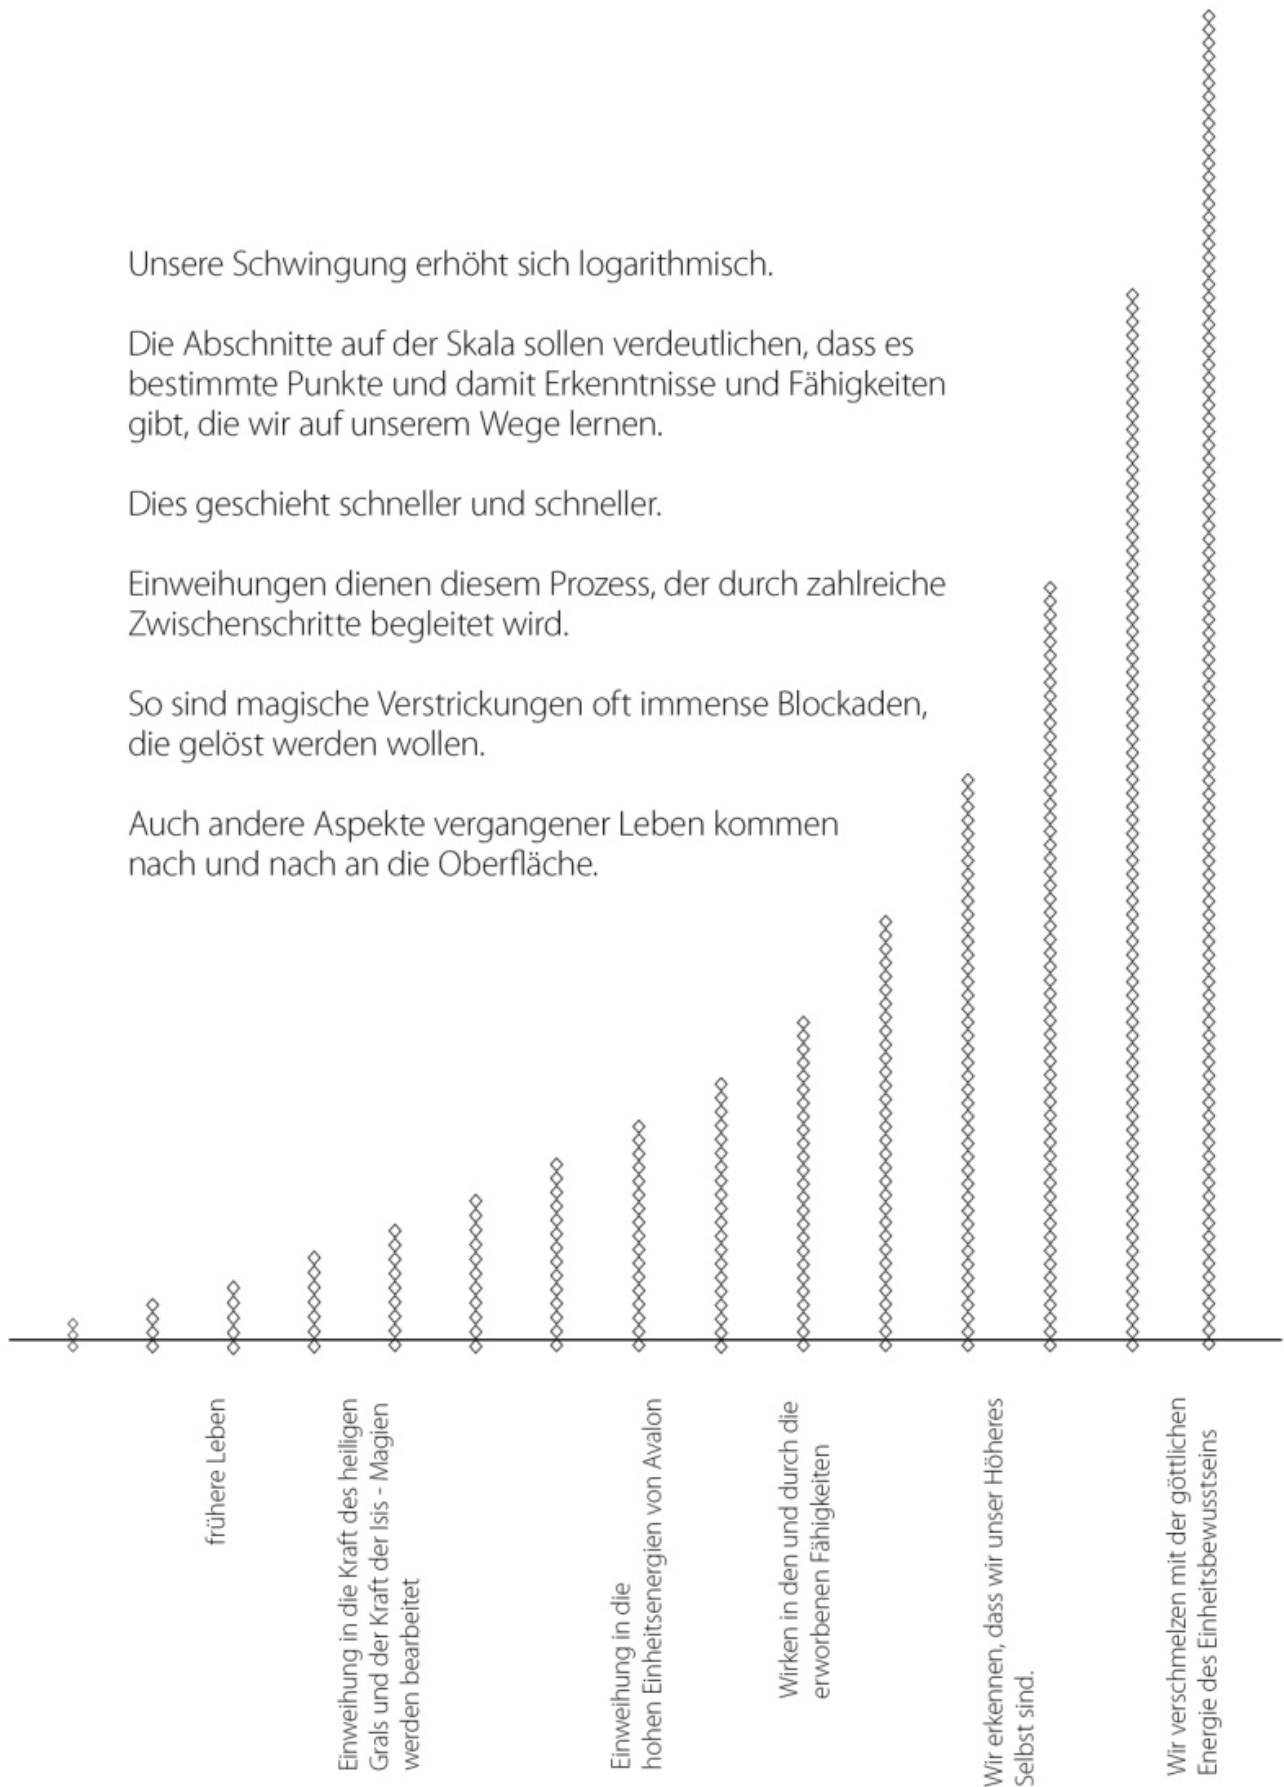 Unsere Schwingung erhöht sich logarithmisch.
Die Abschnitte auf der Skala sollen verdeutlichen, dass es
bestimmte Punkte und damit Erkenntnisse und Fähigkeiten
gibt, die wir auf unserem Wege lernen.
Dies geschieht schneller und schneller.
Einweihungen dienen diesem Prozess, der durch zahlreiche
Zwischenschritte begleitet wird.
So sind magische Verstrickungen oft immense Blockaden,
die gelöst werden wollen.
Auch andere Aspekte vergangener Leben kommen
nach und nach an die Oberfläche.
frühere Leben
Einweihung in die Kraft des heiligen
Grals und der Kraft der Isis - Magien
werden bearbeitet
Einweihung in die
hohen Einheitsenergien von Avalon
Wirken in den und durch die
erworbenen Fähigkeiten
Wir erkennen, dass wir unser Höheres
Selbst sind.
Wir verschmelzen mit der göttlichen
Energie des Einheitsbewusstseins